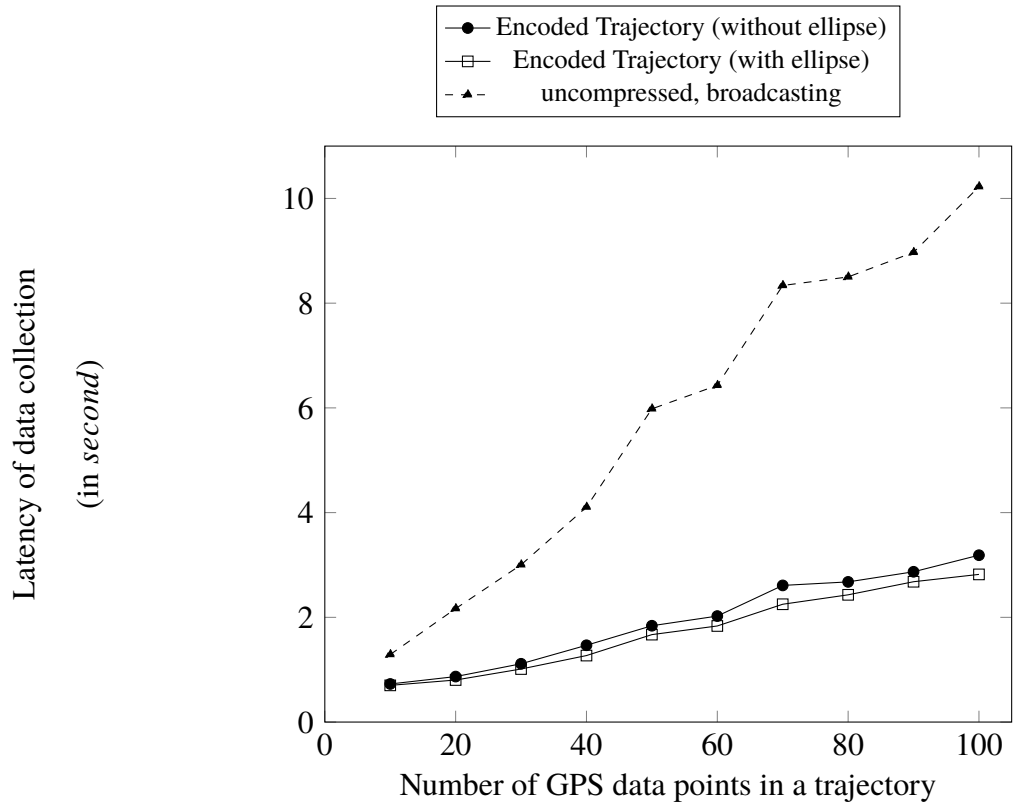 Encoded Trajectory (without ellipse)
Encoded Trajectory (with ellipse)
uncompressed, broadcasting
10
8
6
4
2
0
0 20 40 60 80 100
Number of GPS data points in a trajectory
Latency of data collection
(in second)